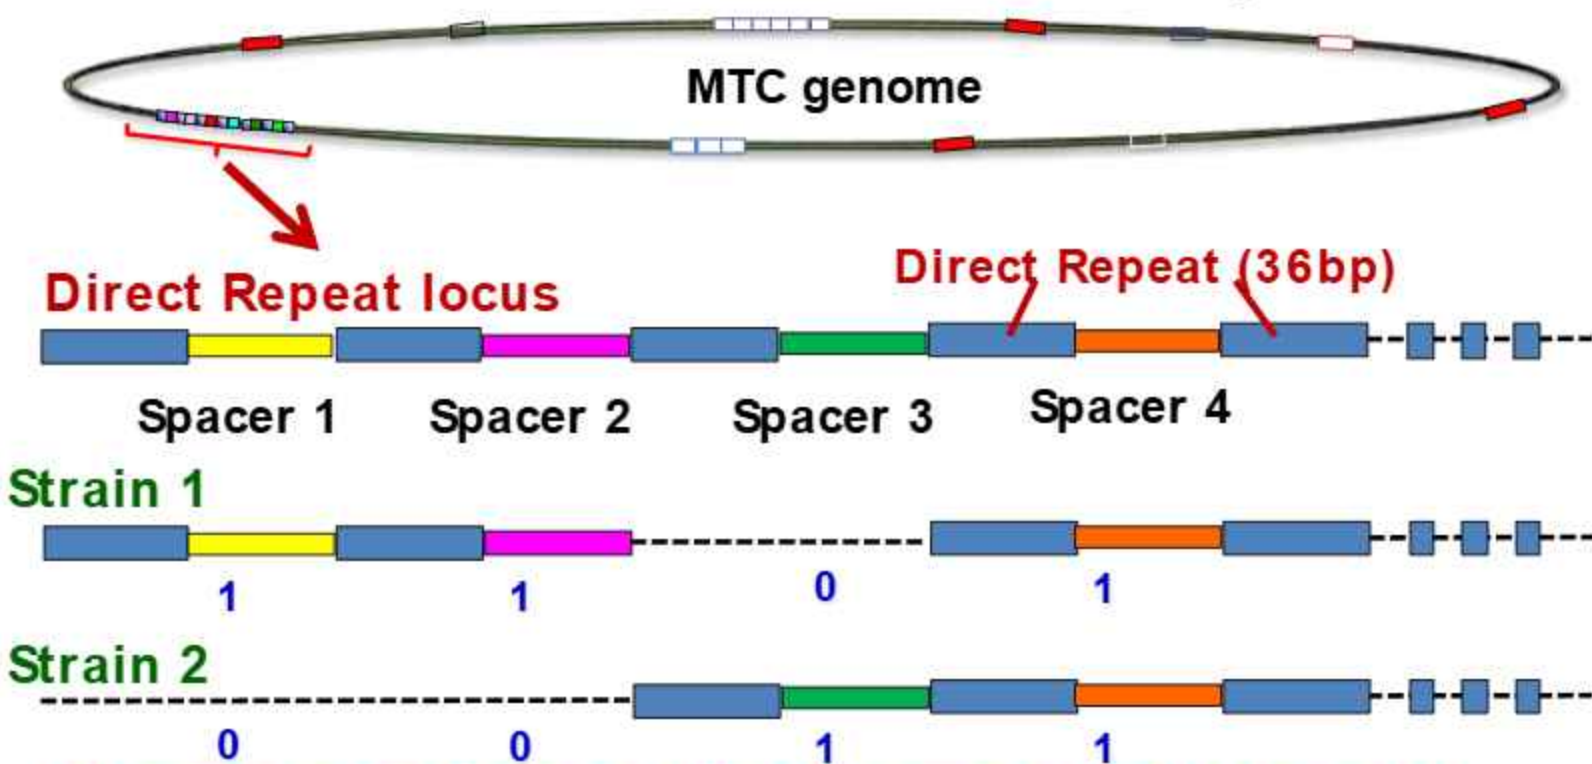 MTC genome
Direct Repeat (36bp)
Direct Repeat locus
Spacer 1 Spacer 2 Spacer 3 Spacer 4
Strain 1
1 1 0 1
Strain 2
0 0 1 1